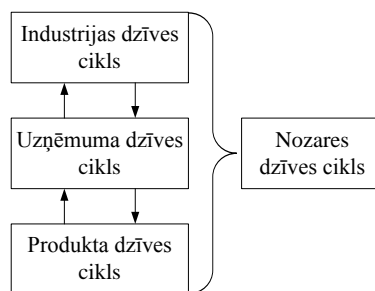 Industrijas dzīves
cikls
Uzņēmuma dzīves
cikls
Nozares
dzīves cikls
Produkta dzīves
cikls